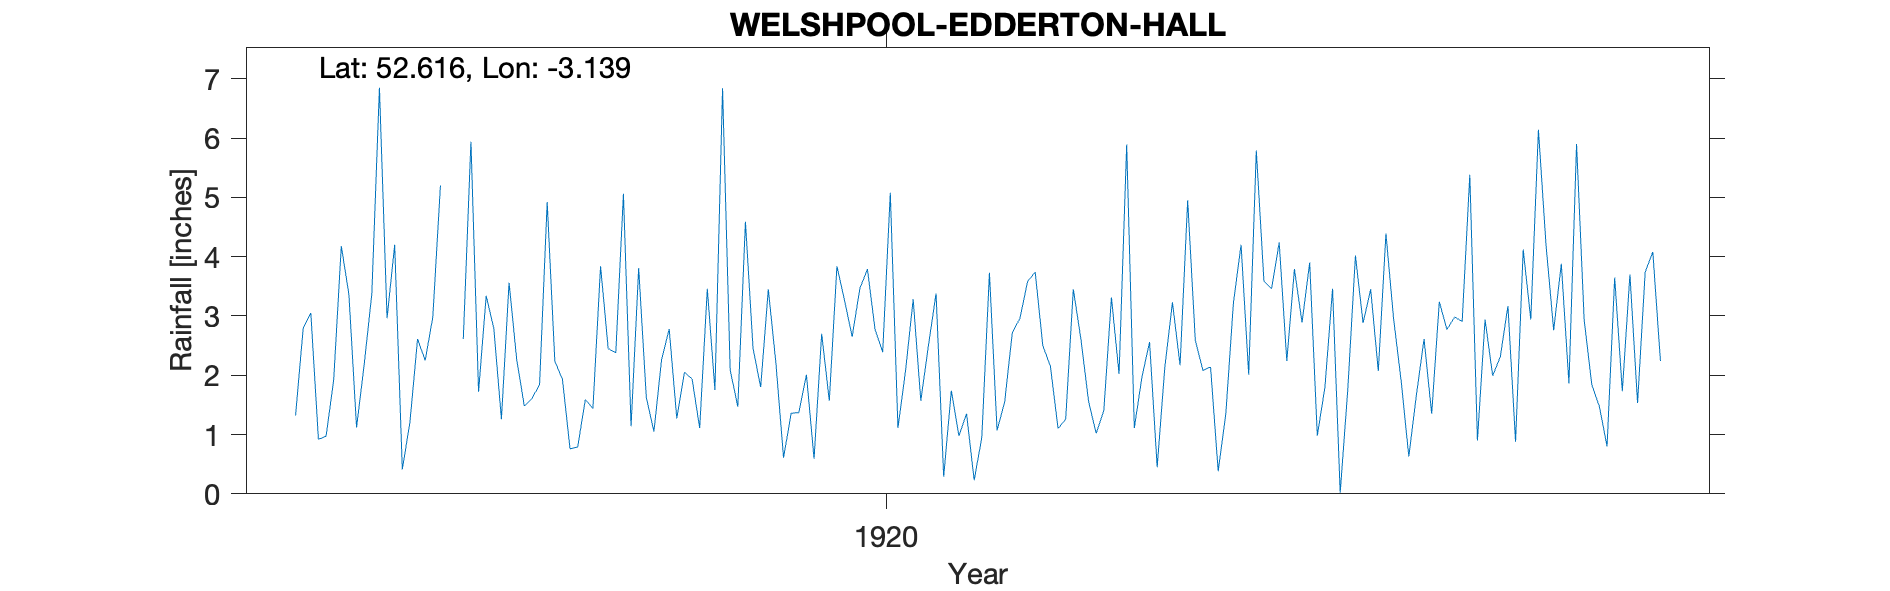 WELSHPOOL-EDDERTON-HALL
Lat: 52.616, Lon: -3.139
7
6
5
4
3
2
1
0
Rainfall [inches]
1920
Year